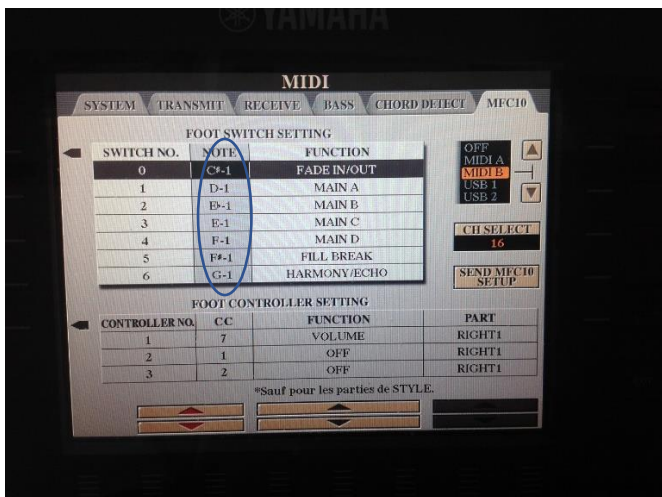 YAMAHA
MIDI
SYSTEM TRANSMIT RECEIVE BASS CHORD DETECT MFC10
FOOT SWITCH SETTING
SWITCH NO. NOTE FUNCTION
0 C#-1 FADE IN/OUT
1 D-1 MAIN A
2 E♭-1 MAIN B
3 E-1 MAIN C
4 F-1 MAIN D
5 F#-1 FILL BREAK
6 G-1 HARMONY/ECHO
OFF
MIDI A
MIDI B
USB 1
USB 2
CH SELECT
16
SEND MFC10
SETUP
FOOT CONTROLLER SETTING
CONTROLLER NO. CC FUNCTION PART
1 7 VOLUME RIGHT1
2 1 OFF RIGHT1
3 2 OFF RIGHT1
*Sauf pour les parties de STYLE.